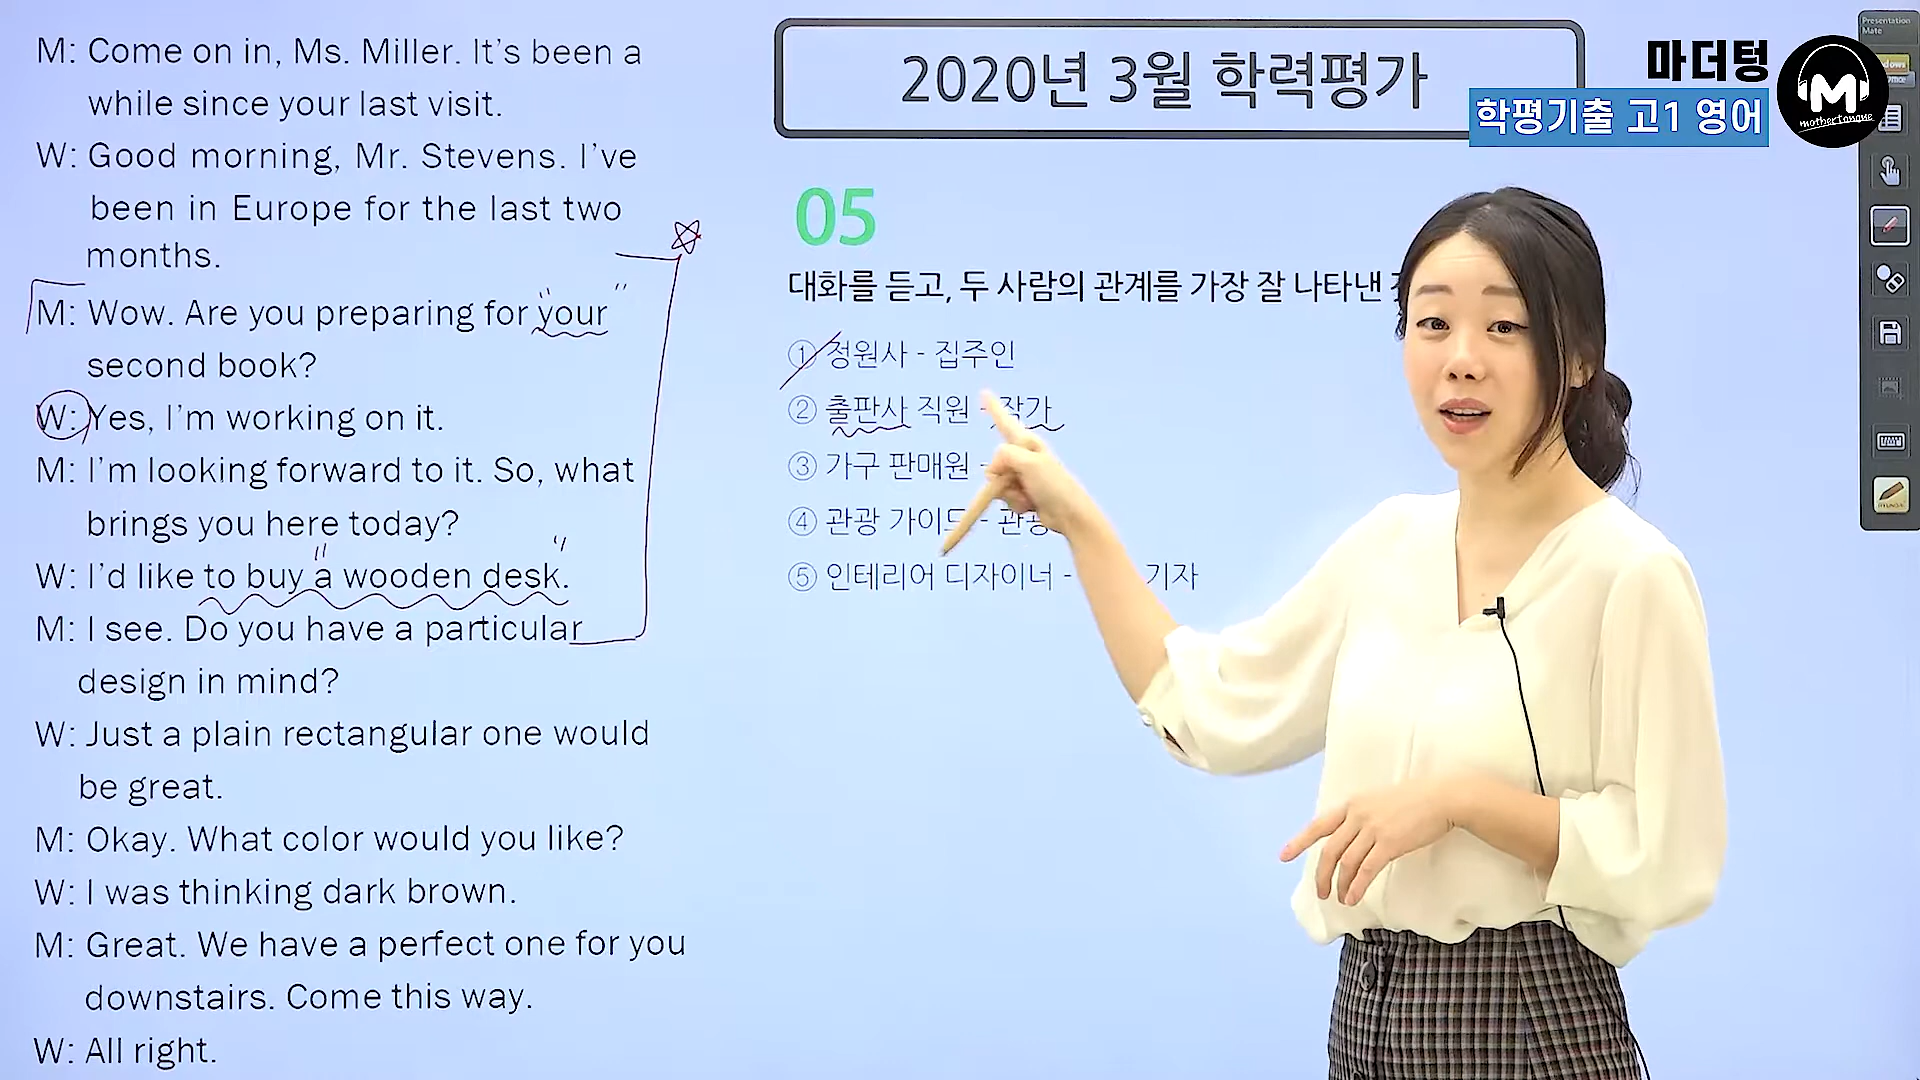 M: Come on in, Ms. Miller. It's been a
while since your last visit.
W: Good morning, Mr. Stevens. I've
been in Europe for the last two
months.
M: Wow. Are you preparing for your
second book?
W: Yes, I'm working on it.
M: I'm looking forward to it. So, what
brings you here today?
W: I'd like to buy a wooden desk.
M: I see. Do you have a particular
design in mind?
W: Just a plain rectangular one would
be great.
M: Okay. What color would you like?
W: I was thinking dark brown.
M: Great. We have a perfect one for you
downstairs. Come this way.
W: All right.
2020년 3월 학력평가
05
대화를 듣고, 두 사람의 관계를 가장 잘 나타낸
① 정원사 - 집주인
② 출판사 직원 - 작가
③ 가구 판매원 -
④ 관광 가이드 -
⑤ 인테리어 디자이너 - 기자
마더텅
학평기출 고1 영어
M
mothertongue
Presentation
Mate